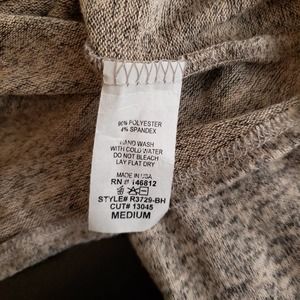 96% POLYESTER
4% SPANDEX
HAND WASH
WITH COLD WATER
DO NOT BLEACH
LAY FLAT DRY
MADE IN USA
RN # 146812
STYLE# R3729-BH
CUT# 13045
MEDIUM